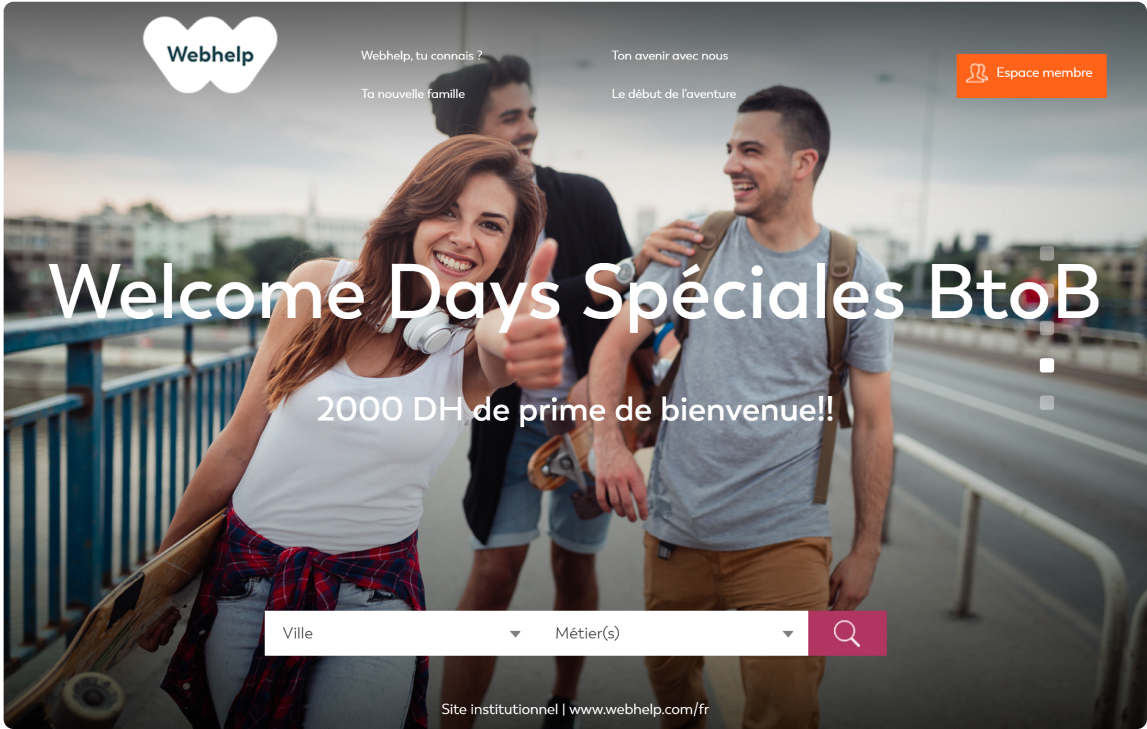 Webhelp
Webhelp, tu connais ?
Ton avenir avec nous
Espace membre
Ta nouvelle famille
Le début de l'aventure
Welcome Days Spéciales BtoB
2000 DH de prime de bienvenue!!
Ville
Métier(s)
Site institutionnel | www.webhelp.com/fr